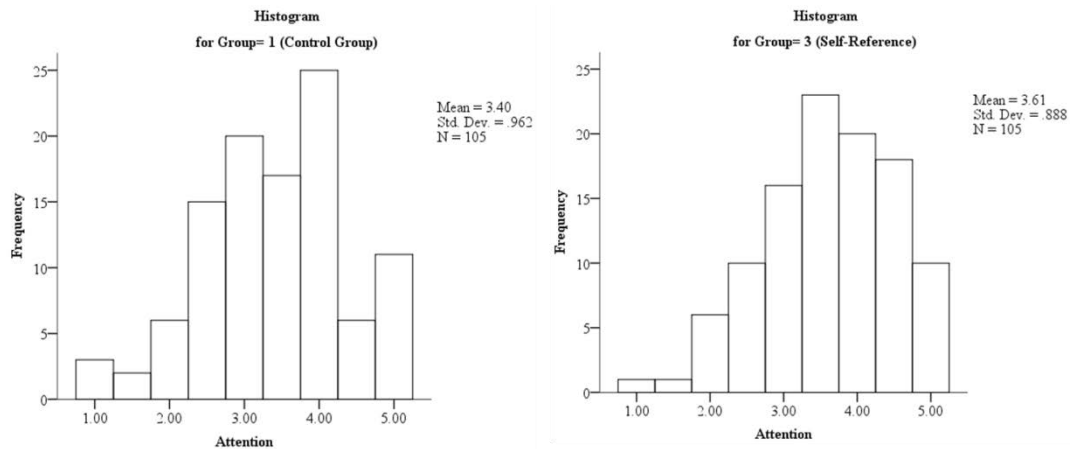 Histogram
for Group= 1 (Control Group)
Mean = 3.40
Std. Dev. = .962
N = 105
Frequency
25
20
15
10
5
0
1.00 2.00 3.00 4.00 5.00
Attention
Histogram
for Group= 3 (Self-Reference)
Mean = 3.61
Std. Dev. = .888
N = 105
Frequency
25
20
15
10
5
0
1.00 2.00 3.00 4.00 5.00
Attention